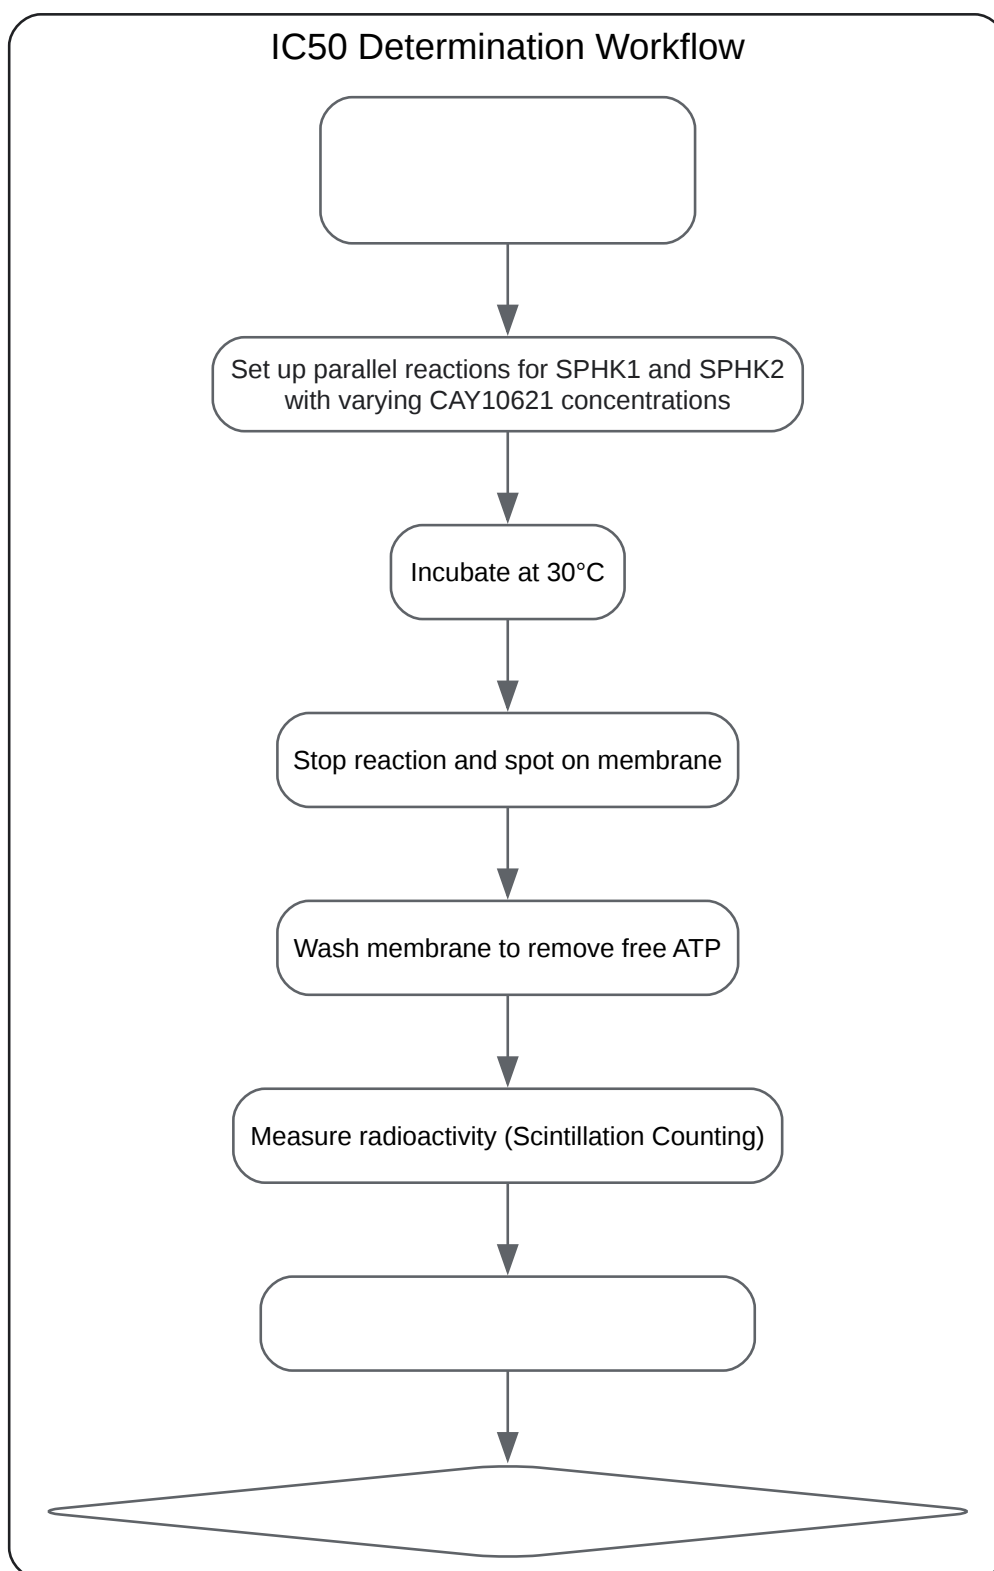 IC50 Determination Workflow
Set up parallel reactions for SPHK1 and SPHK2
with varying CAY10621 concentrations
Incubate at 30°C
Stop reaction and spot on membrane
Wash membrane to remove free ATP
Measure radioactivity (Scintillation Counting)